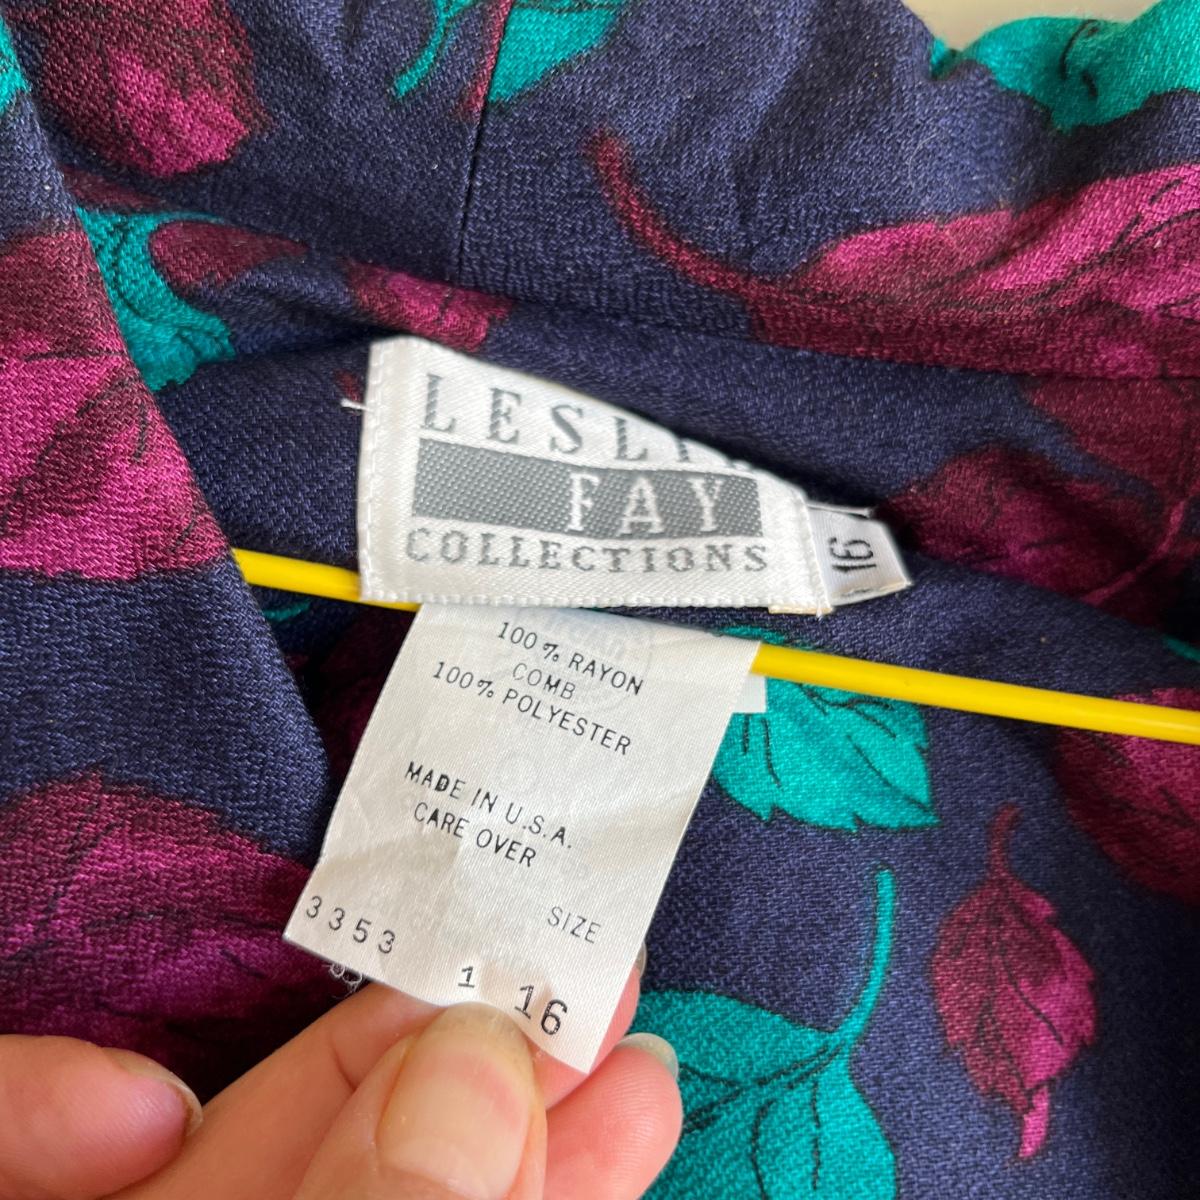 FAY
COLLECTIONS
16
100% RAYON
COMB
100% POLYESTER
MADE IN U.S.A.
CARE OVER
SIZE
3353
1 16